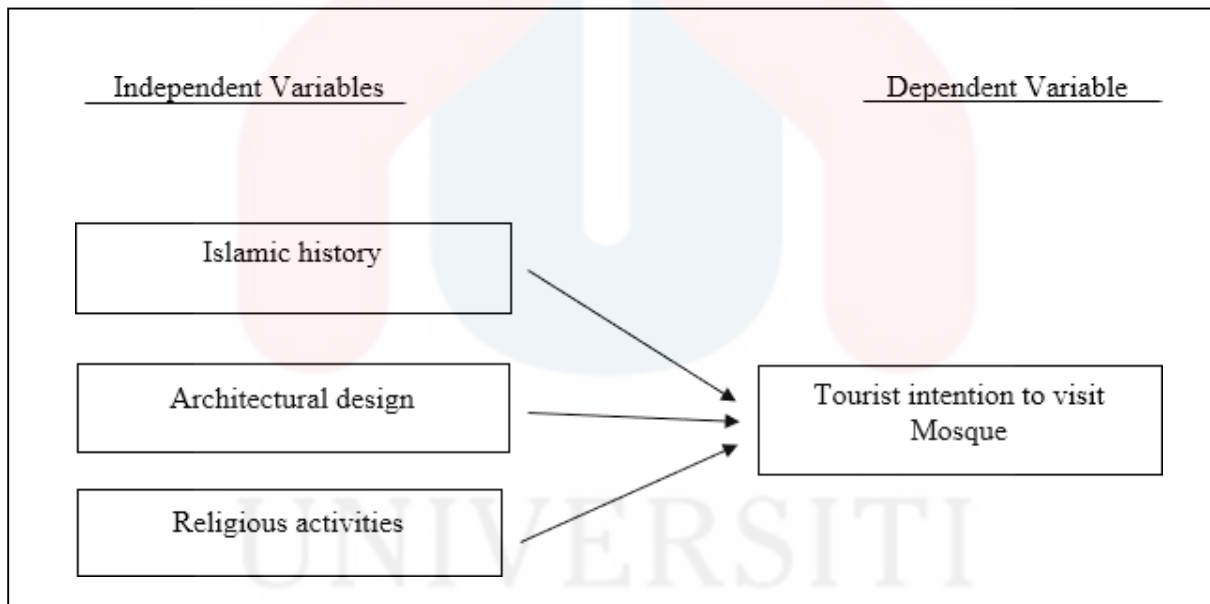 Independent Variables
Dependent Variable
Islamic history
Architectural design
Tourist intention to visit
Mosque
Religious activities
UNIVERSITI